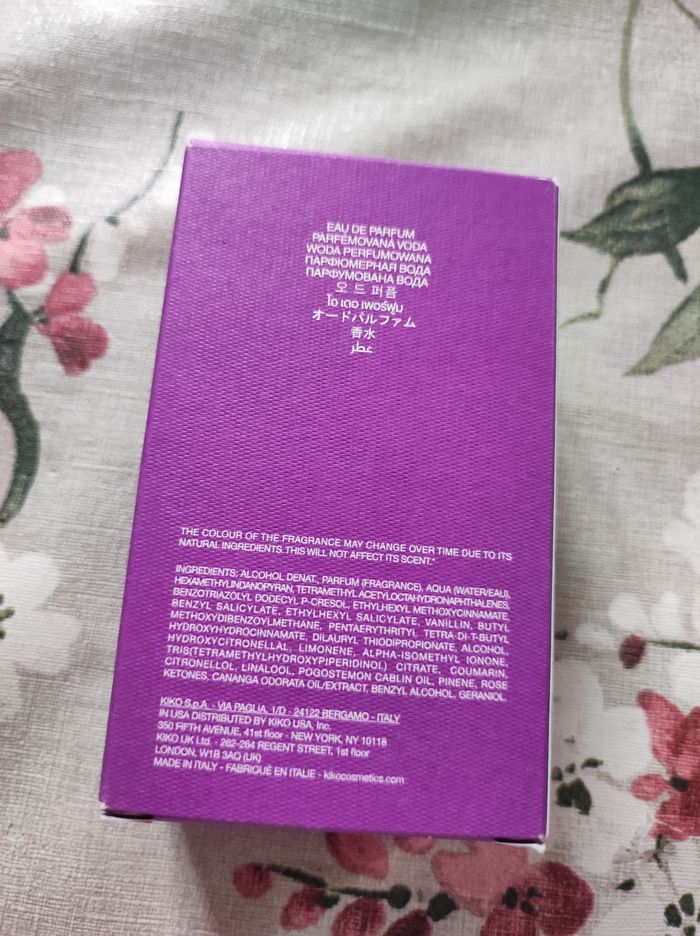 EAU DE PARFUM
PARFÉMOVANÁ VODA
WODA PERFUMOWANA
ПАРФЮМЕРНАЯ ВОДА
ПАРФУМОВАНА ВОДА
오 드 퍼퓸
โอ เดอ เพอร์ฟูม
オードパルファム
香水
عطر
THE COLOUR OF THE FRAGRANCE MAY CHANGE OVER TIME DUE TO ITS
NATURAL INGREDIENTS. THIS WILL NOT AFFECT ITS SCENT.*
INGREDIENTS: ALCOHOL DENAT., PARFUM (FRAGRANCE), AQUA (WATER/EAU),
HEXAMETHYLINDANOPYRAN, TETRAMETHYL ACETYLOCTAHYDRONAPHTHALENES,
BENZOTRIAZOLYL DODECYL P-CRESOL, ETHYLHEXYL METHOXYCINNAMATE,
BENZYL SALICYLATE, ETHYLHEXYL SALICYLATE, VANILLIN, BUTYL
METHOXYDIBENZOYLMETHANE, PENTAERYTHRITYL TETRA-DI-T-BUTYL
HYDROXYHYDROCINNAMATE, DILAURYL THIODIPROPIONATE, ALCOHOL,
HYDROXYCITRONELLAL, LIMONENE, ALPHA-ISOMETHYL IONONE,
TRIS(TETRAMETHYLHYDROXYPIPERIDINOL) CITRATE, COUMARIN,
CITRONELLOL, LINALOOL, POGOSTEMON CABLIN OIL, PINENE, ROSE
KETONES, CANANGA ODORATA OIL/EXTRACT, BENZYL ALCOHOL, GERANIOL.
KIKO S.p.A. - VIA PAGLIA, 1/D - 24122 BERGAMO - ITALY
IN USA DISTRIBUTED BY KIKO USA, Inc.
350 FIFTH AVENUE, 41st floor - NEW YORK, NY 10118
KIKO UK Ltd. - 262-264 REGENT STREET, 1st floor
LONDON, W1B 3AQ (UK)
MADE IN ITALY - FABRIQUÉ EN ITALIE - kikocosmetics.com